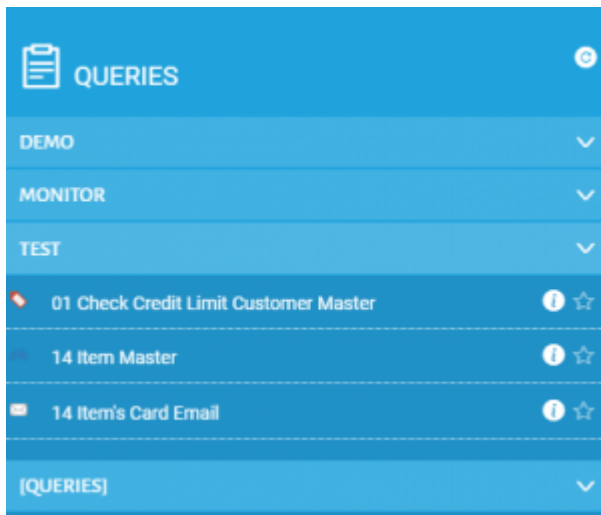 QUERIES
DEMO
MONITOR
TEST
01 Check Credit Limit Customer Master
14 Item Master
14 Item's Card Email
[QUERIES]